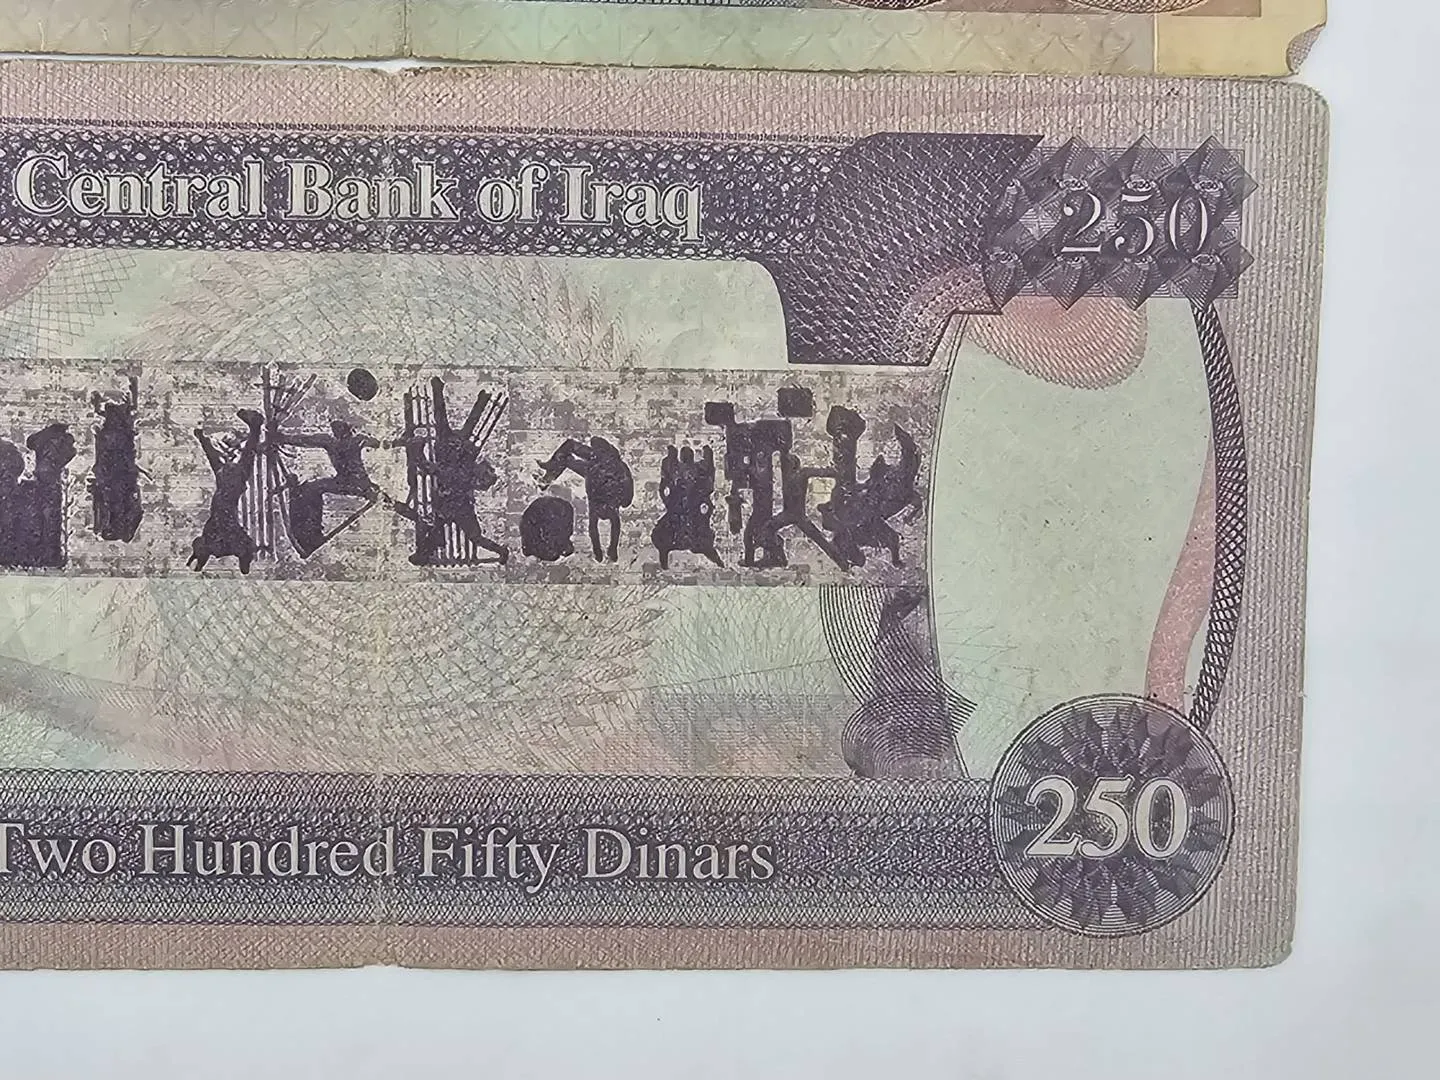 Central Bank of Iraq
250
Two Hundred Fifty Dinars
250